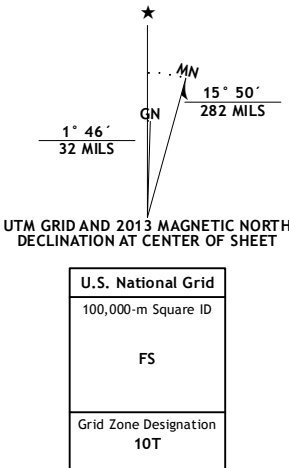 ★
MN
GN
15° 50´
282 MILS
1° 46´
32 MILS
UTM GRID AND 2013 MAGNETIC NORTH
DECLINATION AT CENTER OF SHEET
U.S. National Grid
100,000-m Square ID
FS
Grid Zone Designation
10T